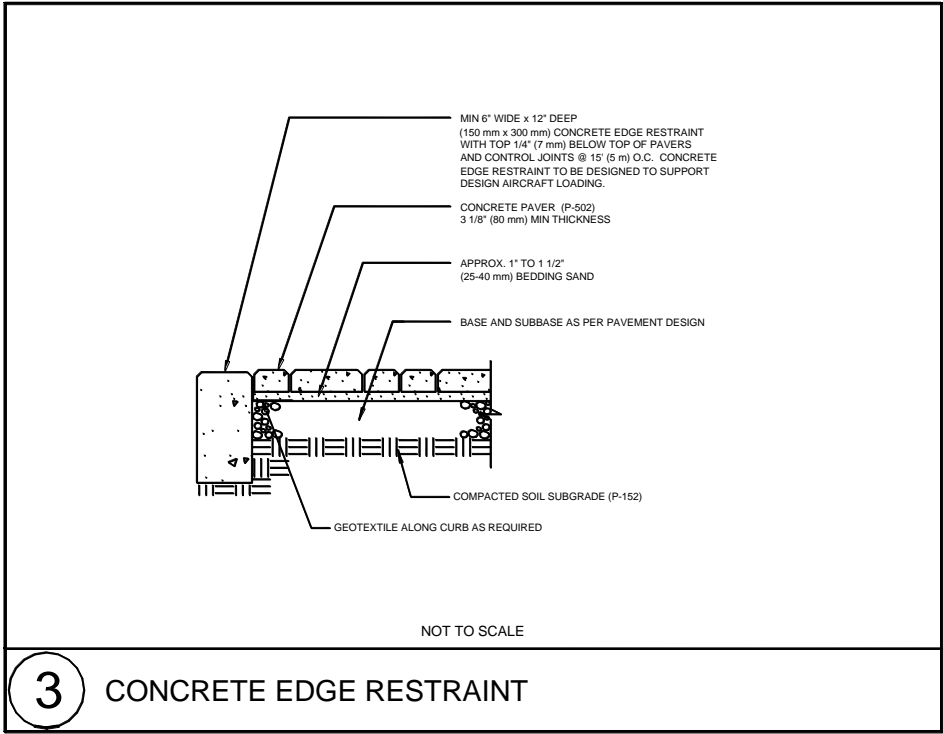 MIN 6" WIDE x 12" DEEP
(150 mm x 300 mm) CONCRETE EDGE RESTRAINT
WITH TOP 1/4" (7 mm) BELOW TOP OF PAVERS
AND CONTROL JOINTS @ 15' (5 m) O.C. CONCRETE
EDGE RESTRAINT TO BE DESIGNED TO SUPPORT
DESIGN AIRCRAFT LOADING.
CONCRETE PAVER (P-502)
3 1/8" (80 mm) MIN THICKNESS
APPROX. 1" TO 1 1/2"
(25-40 mm) BEDDING SAND
BASE AND SUBBASE AS PER PAVEMENT DESIGN
COMPACTED SOIL SUBGRADE (P-152)
GEOTEXTILE ALONG CURB AS REQUIRED
NOT TO SCALE
3 CONCRETE EDGE RESTRAINT